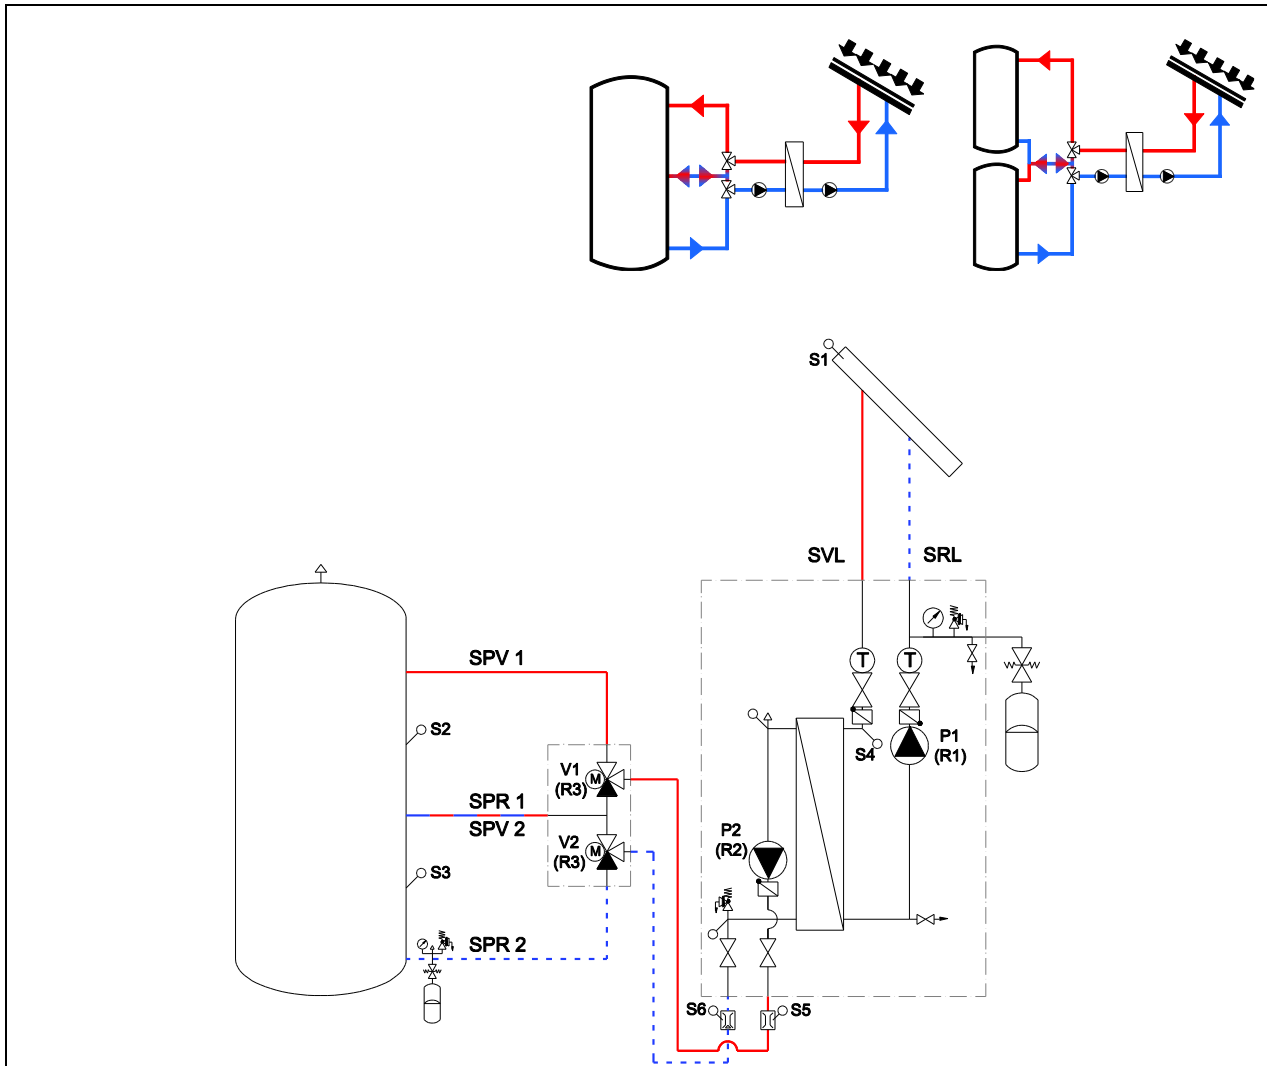 S1
SVL
SRL
SPV 1
T
T
S2
P1
(R1)
S4
V1
(R3)
M
SPR 1
SPV 2
P2
(R2)
V2
(R3)
M
S3
SPR 2
S6
S5